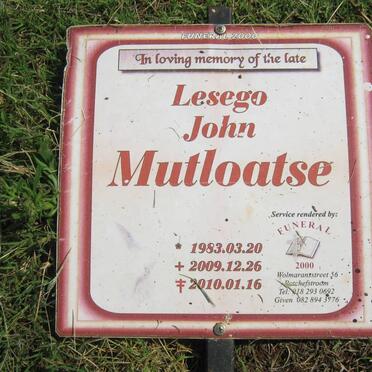 FUNERAL 2000
In loving memory of the late
Lesego
John
Mutloatse
* 1983.03.20
+ 2009.12.26
‡ 2010.01.16
Service rendered by:
FUNERAL
2000
Wolmaransstreet 56
Potchefstroom
Tel. 018 293 0692
Given 082 894 3776